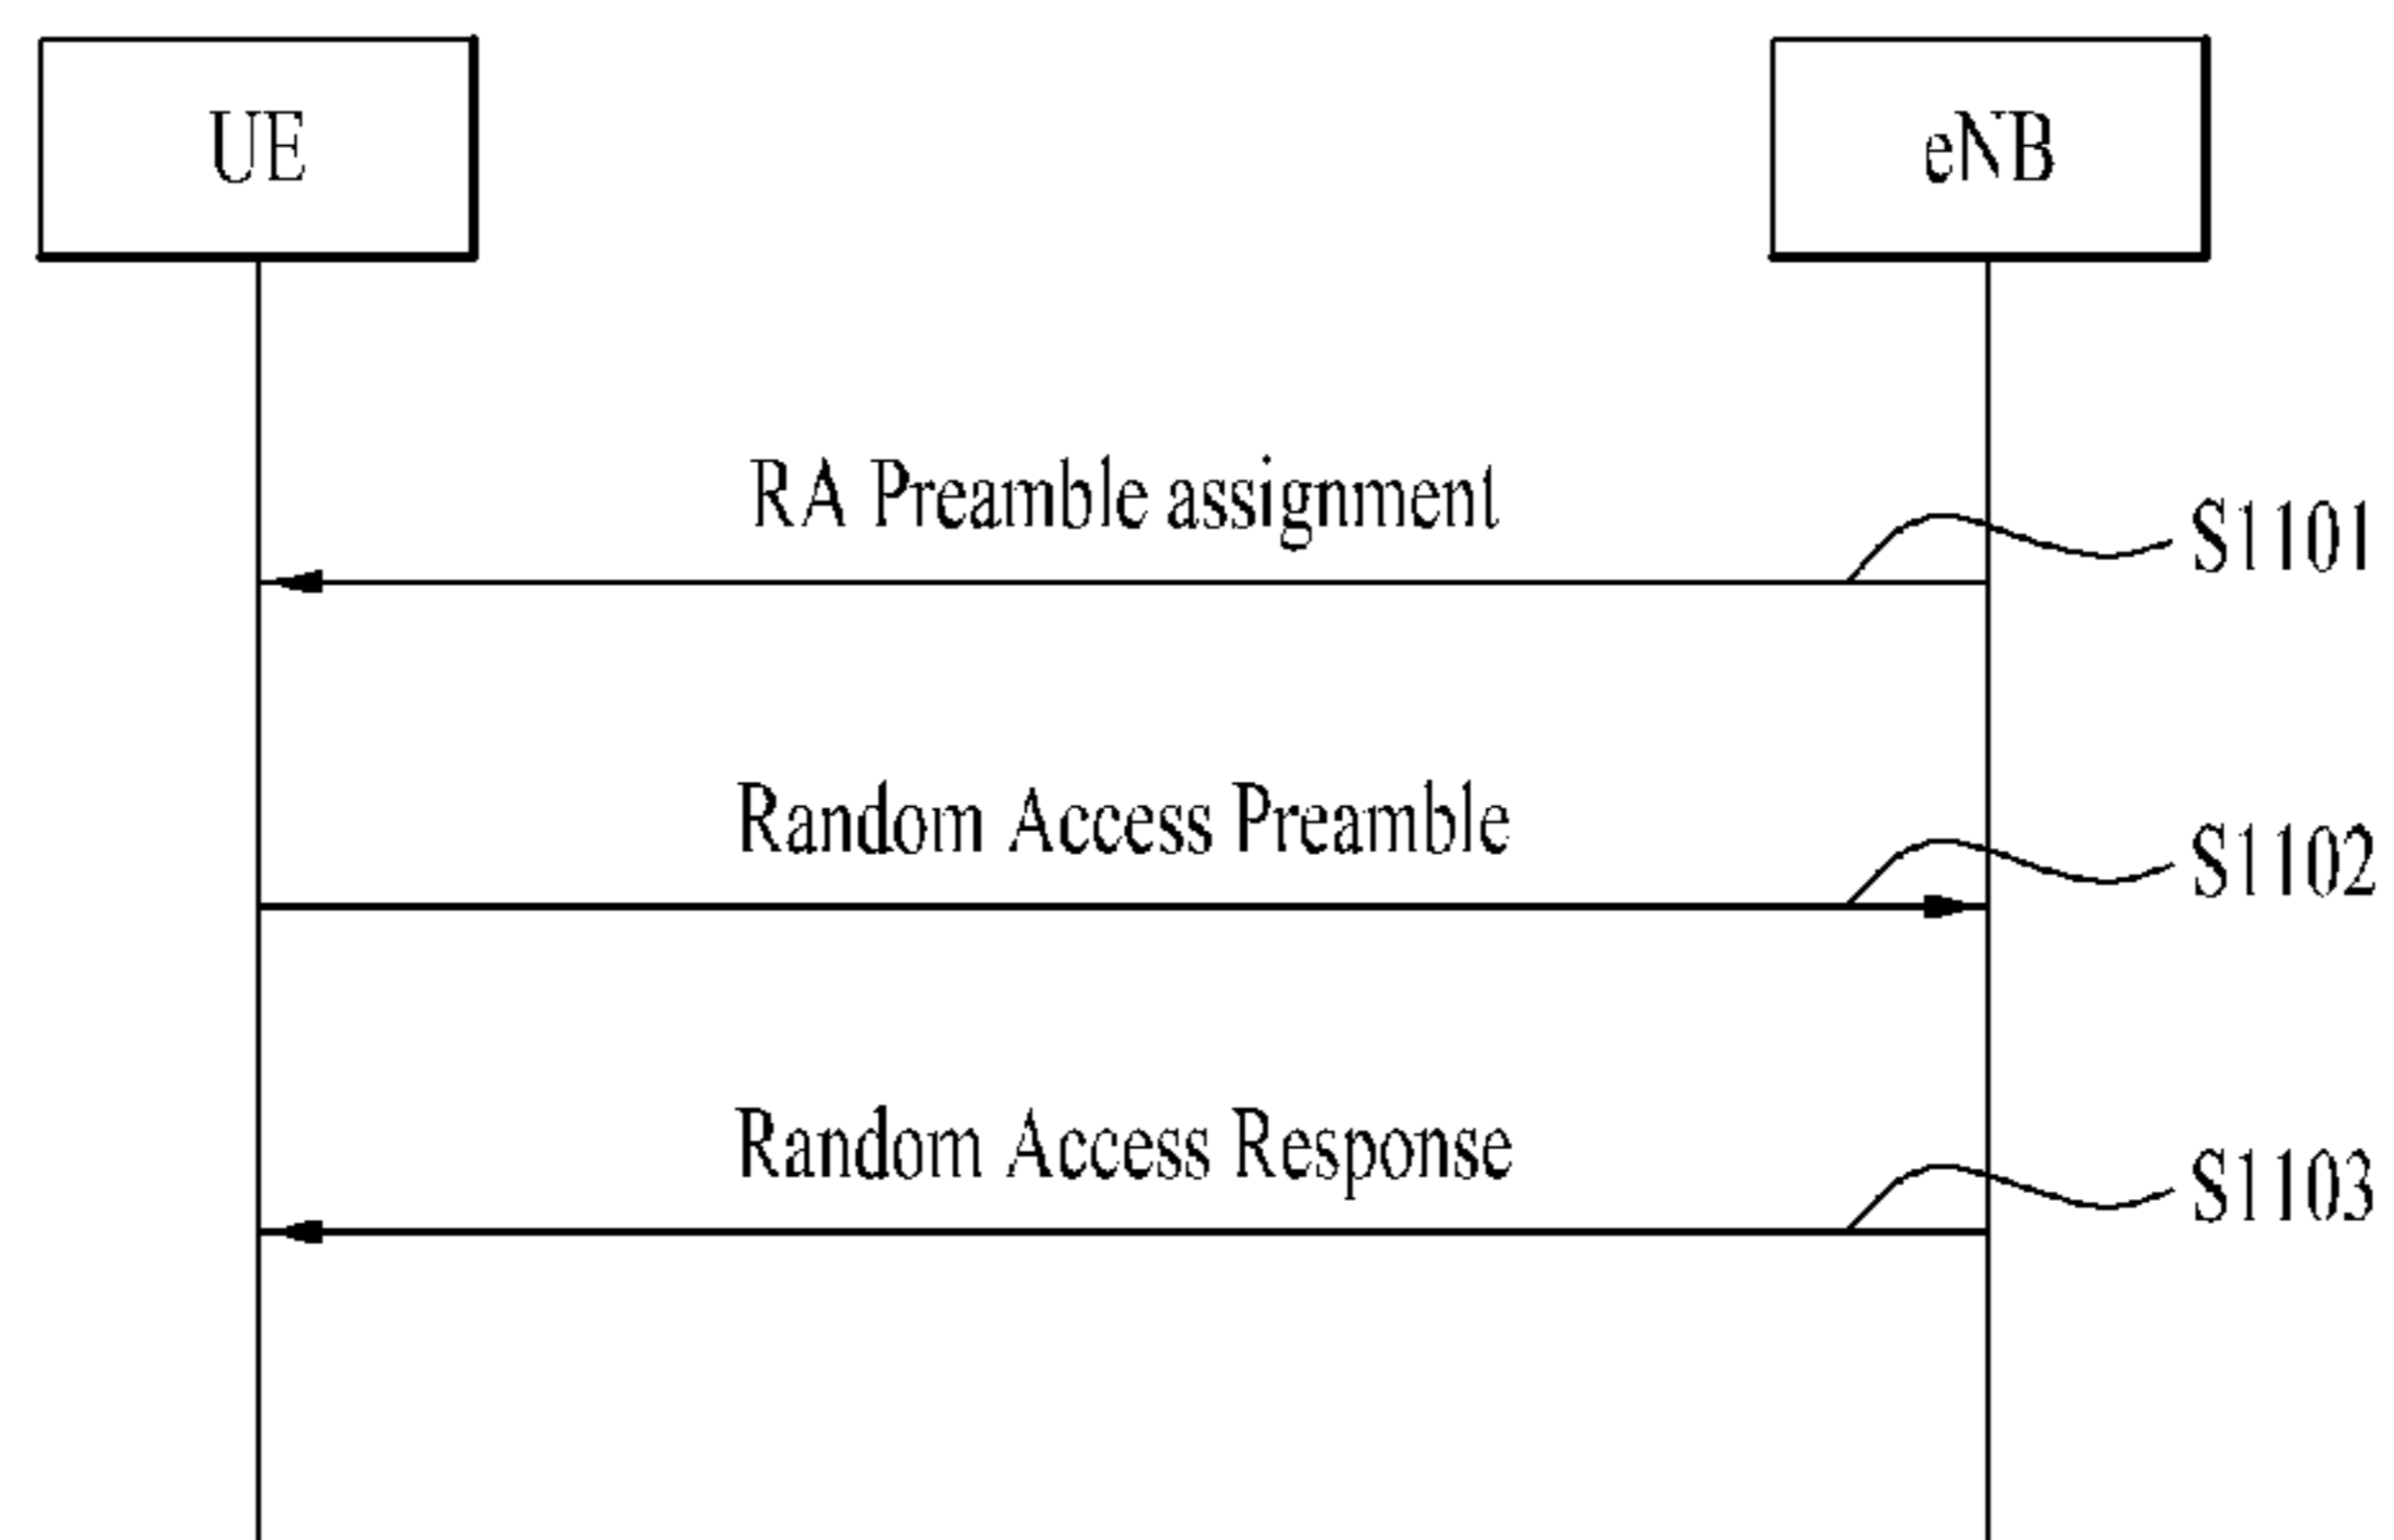 UE
eNB
RA Preamble assignment
S1101
Random Access Preamble
S1102
Random Access Response
S1103